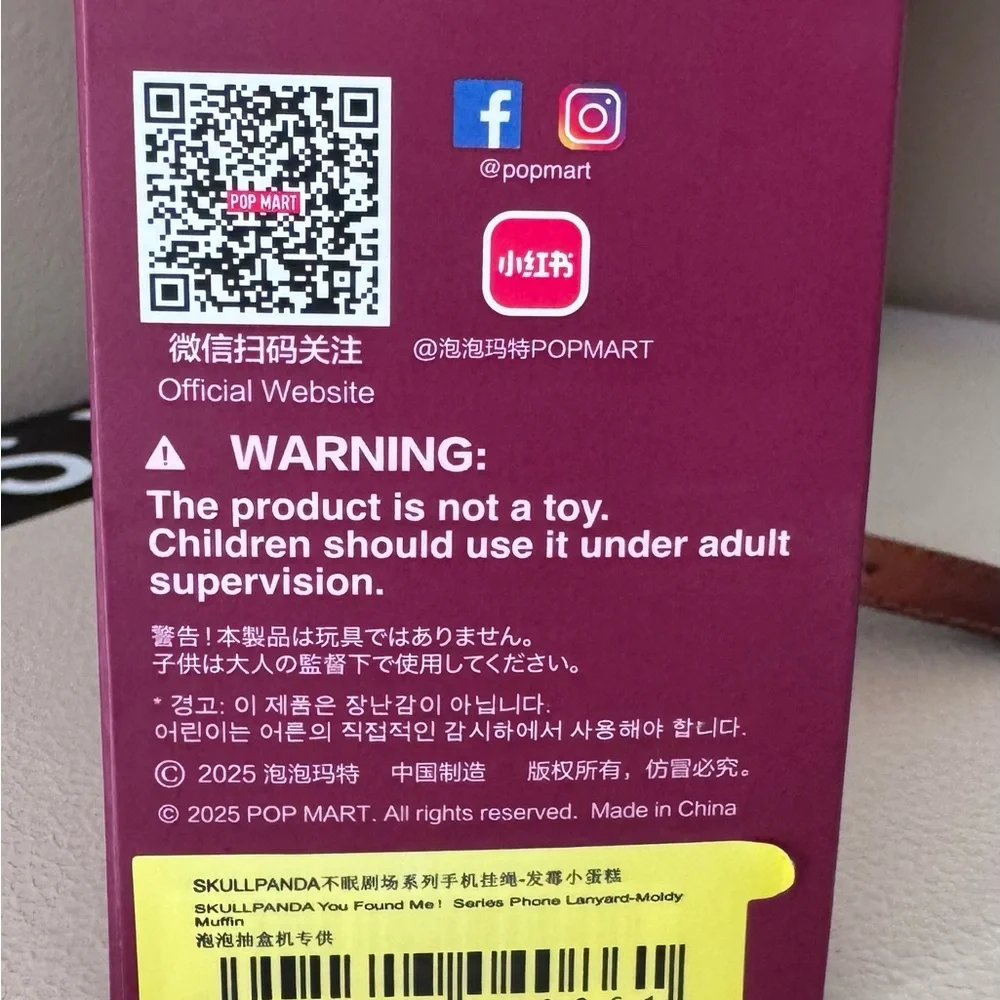 POP MART
@popmart
小红书
微信扫码关注
@泡泡玛特POPMART
Official Website
WARNING:
The product is not a toy.
Children should use it under adult
supervision.
警告!本製品は玩具ではありません。
子供は大人の監督下で使用してください。
* 경고: 이 제품은 장난감이 아닙니다.
어린이는 어른의 직접적인 감시하에서 사용해야 합니다.
© 2025 泡泡玛特 中国制造 版权所有，仿冒必究。
© 2025 POP MART. All rights reserved. Made in China
SKULLPANDA不眠剧场系列手机挂绳-发霉小蛋糕
SKULLPANDA You Found Me! Series Phone Lanyard-Moldy
Muffin
泡泡抽盒机专供